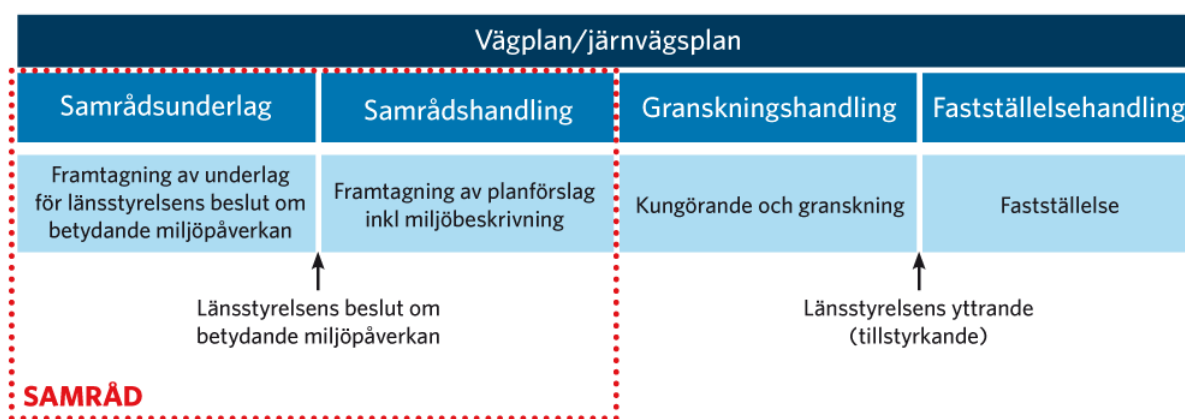 Vägplan/järnvägsplan
Samrådsunderlag
Samrådshandling
Granskningshandling
Fastställelsehandling
Framtagning av underlag
för länsstyrelsens beslut om
betydande miljöpåverkan
Framtagning av planförslag
inkl miljöbeskrivning
Kungörande och granskning
Fastställelse
Länsstyrelsens beslut om
betydande miljöpåverkan
Länsstyrelsens yttrande
(tillstyrkande)
SAMRÅD